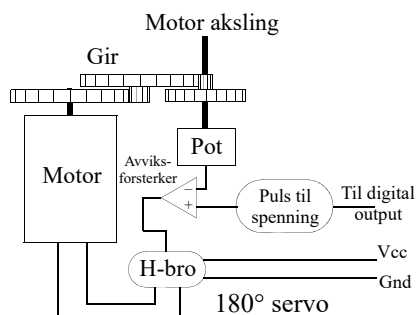 Motor aksling
Gir
Pot
Avviks-
forsterker
Motor
−
+
Puls til
spenning
Til digital
output
H-bro
Vcc
Gnd
180° servo